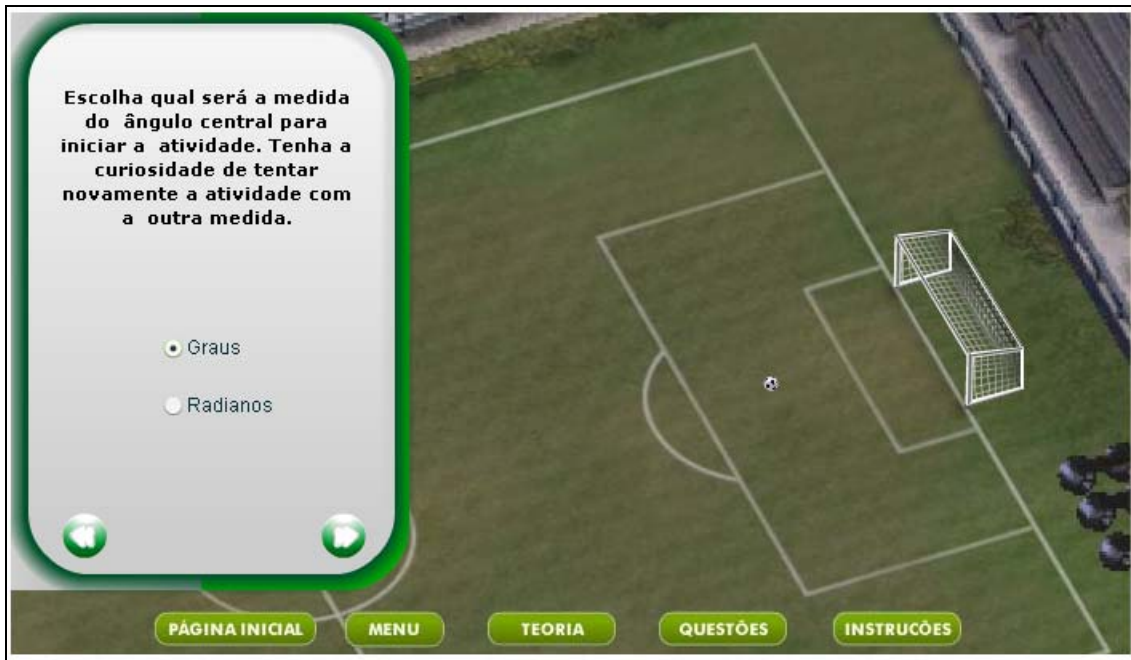 Escolha qual será a medida
do ângulo central para
iniciar a atividade. Tenha a
curiosidade de tentar
novamente a atividade com
a outra medida.
Graus
Radianos
PÁGINA INICIAL
MENU
TEORIA
QUESTÕES
INSTRUCÕES